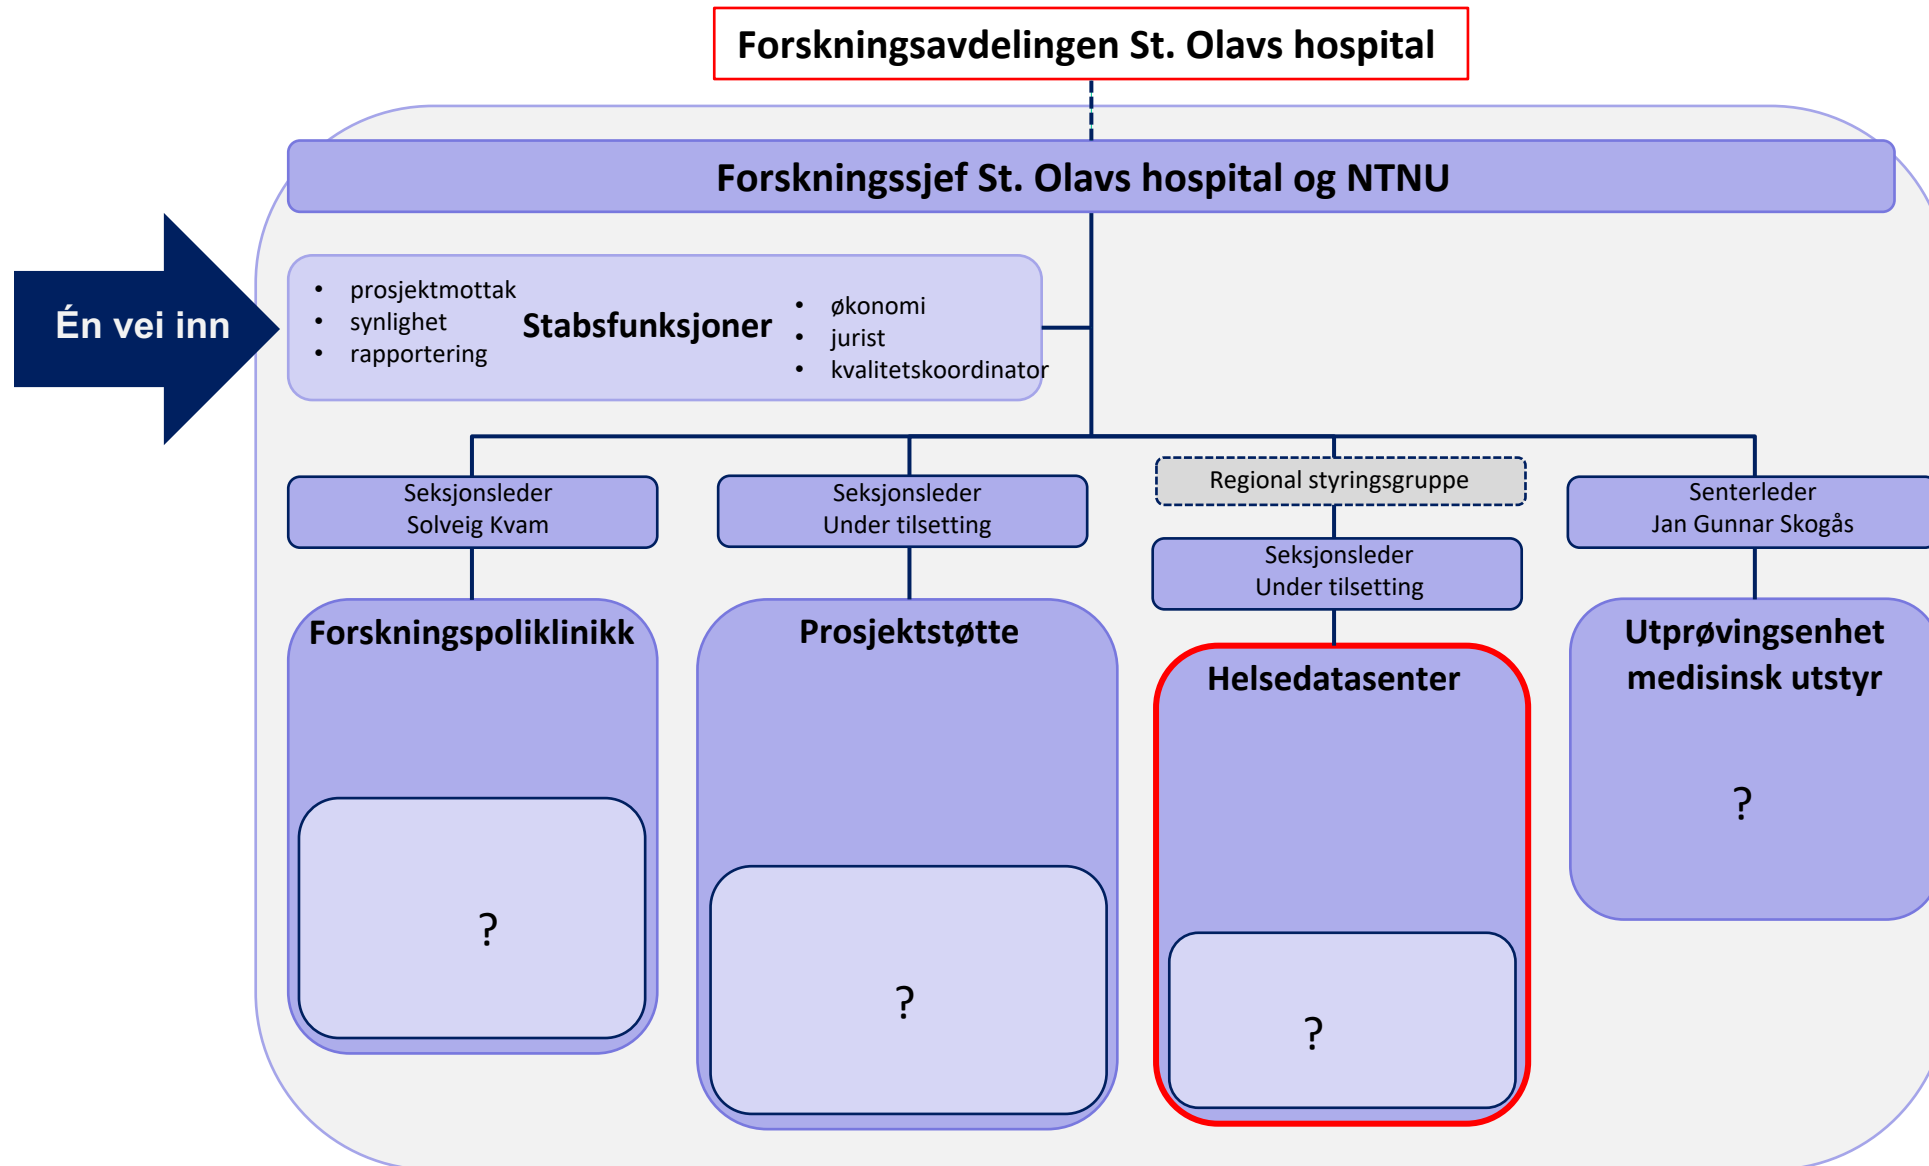 Forskningsavdelingen St. Olavs hospital
Forskningssjef St. Olavs hospital og NTNU
Én vei inn
• prosjektmottak
• synlighet
• rapportering
Stabsfunksjoner
• økonomi
• jurist
• kvalitetskoordinator
Seksjonsleder
Solveig Kvam
Forskningspoliklinikk
?
Seksjonsleder
Under tilsetting
Prosjektstøtte
?
Regional styringsgruppe
Seksjonsleder
Under tilsetting
Helsedatasenter
?
Senterleder
Jan Gunnar Skogås
Utprøvingsenhet
medisinsk utstyr
?